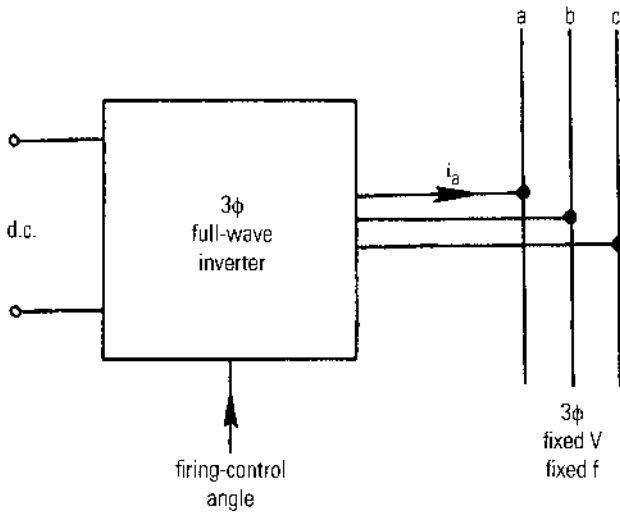 a b c
i_a
3ϕ
full-wave
inverter
d.c.
3ϕ
fixed V
fixed f
firing-control
angle